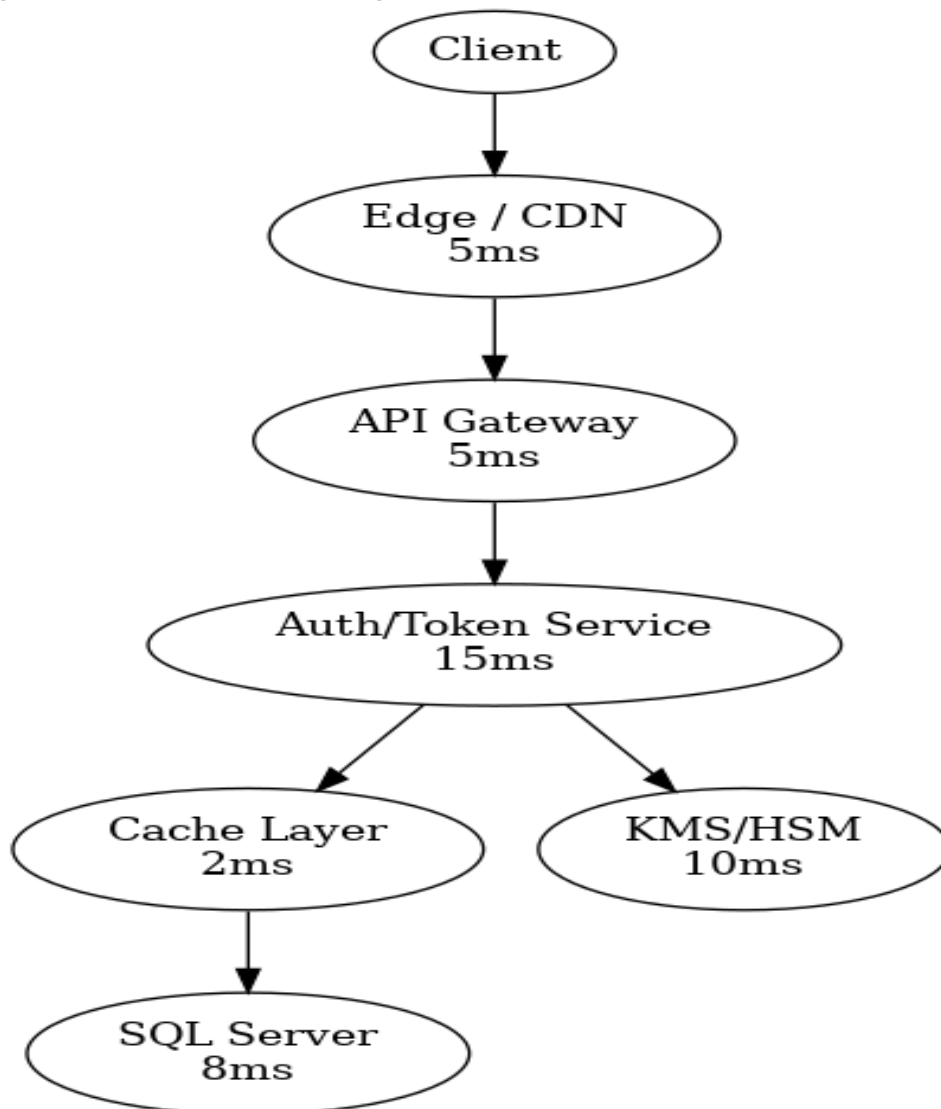 Client
Edge / CDN
5ms
API Gateway
5ms
Auth/Token Service
15ms
Cache Layer
2ms
KMS/HSM
10ms
SQL Server
8ms